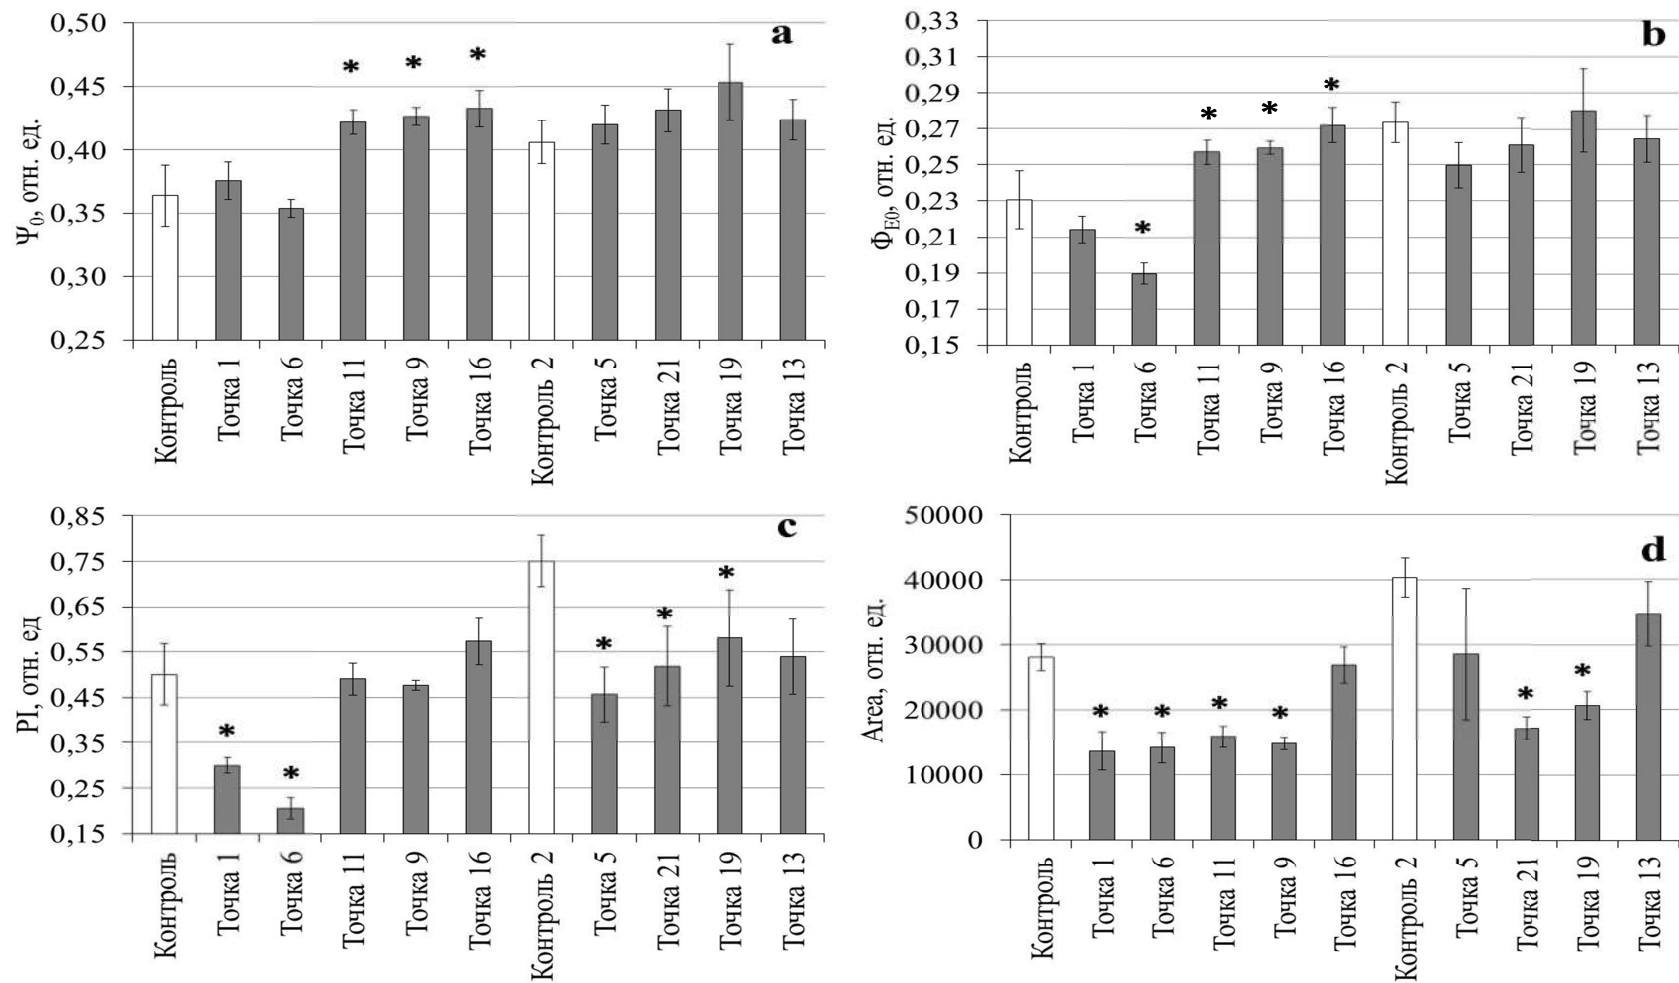 a
0,50
0,45
0,40
0,35
0,30
0,25
Ψ0, отн. ед.
*
*
*
Контроль
Точка 1
Точка 6
Точка 11
Точка 9
Точка 16
Контроль 2
Точка 5
Точка 21
Точка 19
Точка 13
b
0,33
0,31
0,29
0,27
0,25
0,23
0,21
0,19
0,17
0,15
ΦE0, отн. ед.
*
*
*
*
Контроль
Точка 1
Точка 6
Точка 11
Точка 9
Точка 16
Контроль 2
Точка 5
Точка 21
Точка 19
Точка 13
c
0,85
0,75
0,65
0,55
0,45
0,35
0,25
0,15
PI, отн. ед
*
*
*
*
*
Контроль
Точка 1
Точка 6
Точка 11
Точка 9
Точка 16
Контроль 2
Точка 5
Точка 21
Точка 19
Точка 13
d
50000
40000
30000
20000
10000
0
Area, отн. ед.
*
*
*
*
*
*
Контроль
Точка 1
Точка 6
Точка 11
Точка 9
Точка 16
Контроль 2
Точка 5
Точка 21
Точка 19
Точка 13